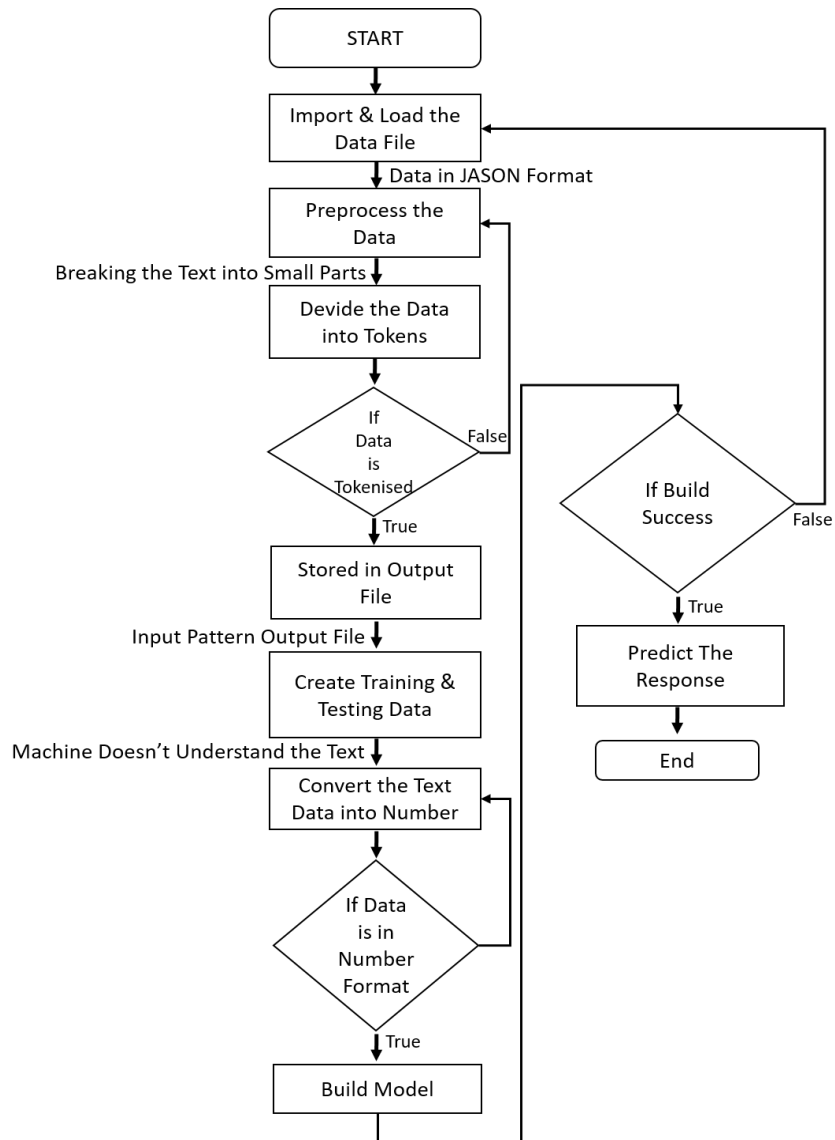 START
Import & Load the
Data File
Data in JASON Format
Preprocess the
Data
Breaking the Text into Small Parts
Devide the Data
into Tokens
If
Data
is
Tokenised
False
True
Stored in Output
File
Input Pattern Output File
Create Training &
Testing Data
Machine Doesn’t Understand the Text
Convert the Text
Data into Number
If Data
is in
Number
Format
True
Build Model
If Build
Success
False
True
Predict The
Response
End